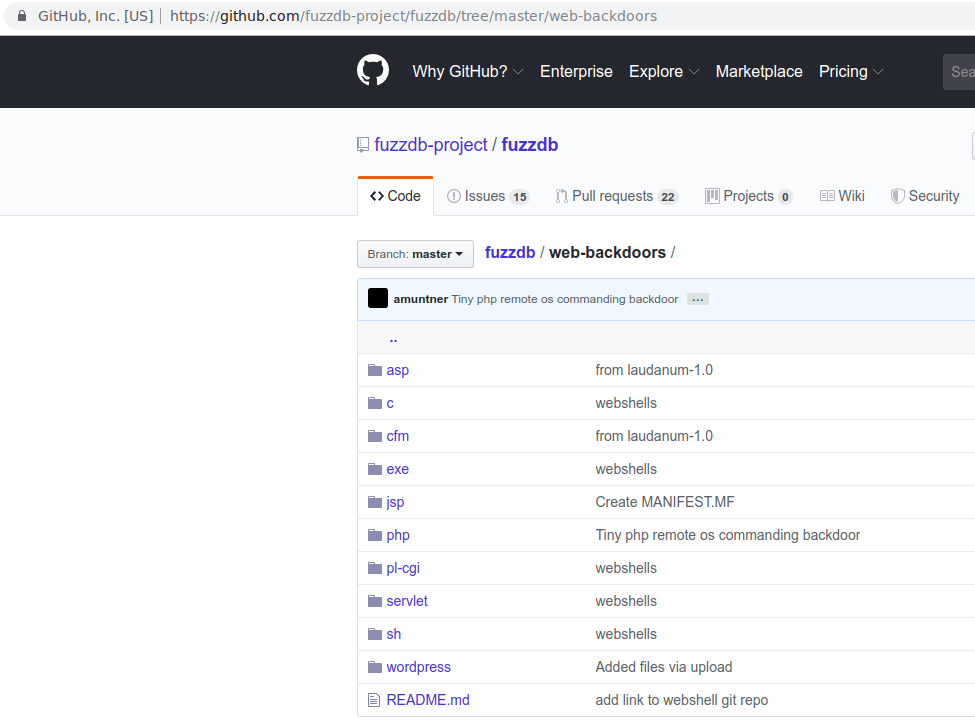 GitHub, Inc. [US] | https://github.com/fuzzdb-project/fuzzdb/tree/master/web-backdoors
Why GitHub? Enterprise Explore Marketplace Pricing Sea
fuzzdb-project / fuzzdb
<> Code Issues 15 Pull requests 22 Projects 0 Wiki Security
Branch: master fuzzdb / web-backdoors /
amuntner Tiny php remote os commanding backdoor ...
..
asp from laudanum-1.0
c webshells
cfm from laudanum-1.0
exe webshells
jsp Create MANIFEST.MF
php Tiny php remote os commanding backdoor
pl-cgi webshells
servlet webshells
sh webshells
wordpress Added files via upload
README.md add link to webshell git repo